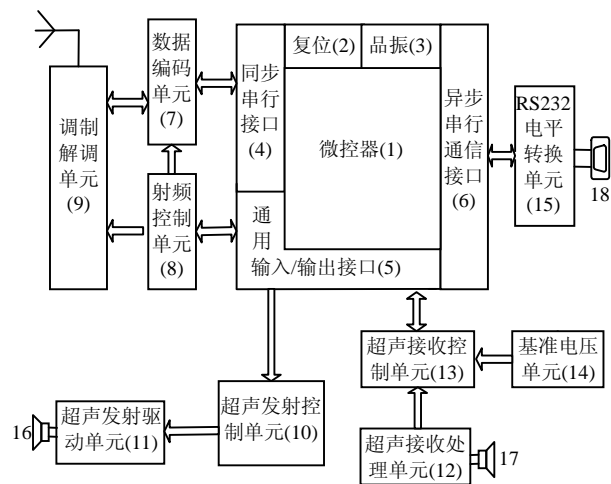 数据
编码
单元
(7)
同步
串行
接口
(4)
复位(2)
品振(3)
异步
串行
通信
接口
(6)
RS232
电平
转换
单元
(15)
18
调制
解调
单元
(9)
微控器(1)
射频
控制
单元
(8)
通
用
输入/输出接口(5)
超声接收控
制单元(13)
基准电压
单元(14)
16
超声发射驱
动单元(11)
超声发射控
制单元(10)
超声接收处
理单元(12)
17